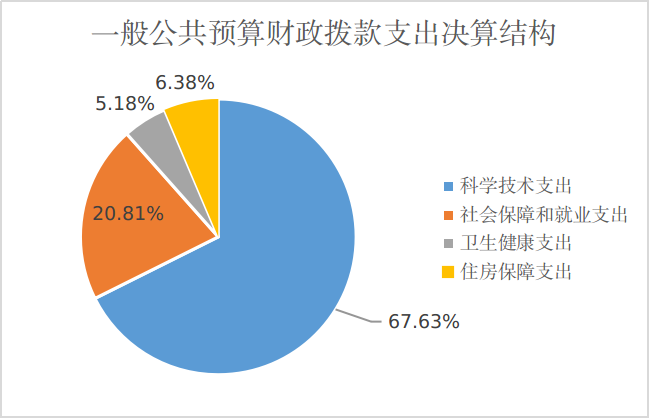 一般公共预算财政拨款支出决算结构
6.38%
5.18%
20.81%
67.63%
科学技术支出
社会保障和就业支出
卫生健康支出
住房保障支出